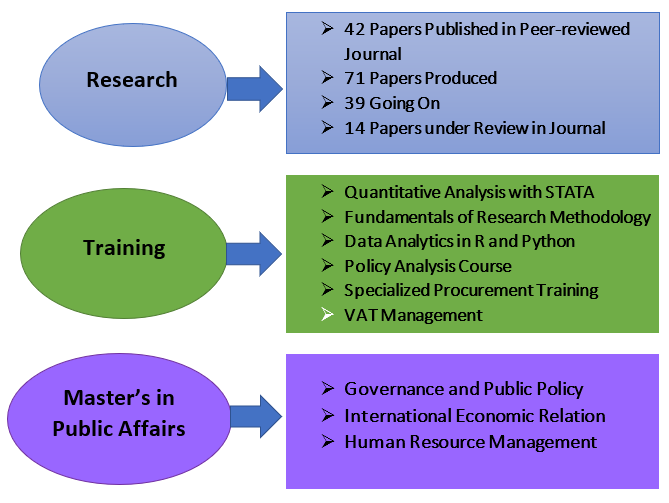 Research
➢ 42 Papers Published in Peer-reviewed
Journal
➢ 71 Papers Produced
➢ 39 Going On
➢ 14 Papers under Review in Journal
Training
➢ Quantitative Analysis with STATA
➢ Fundamentals of Research Methodology
➢ Data Analytics in R and Python
➢ Policy Analysis Course
➢ Specialized Procurement Training
➢ VAT Management
Master's in
Public Affairs
➢ Governance and Public Policy
➢ International Economic Relation
➢ Human Resource Management